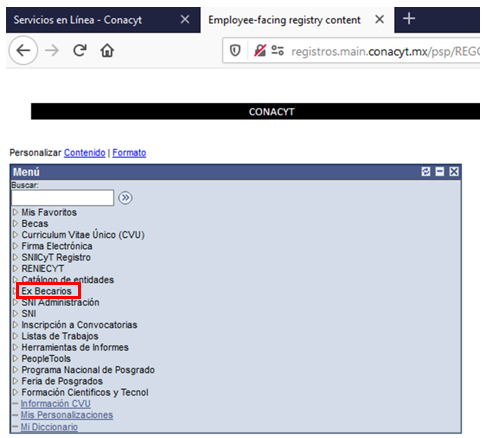 Servicios en Línea - Conacyt
Employee-facing registry content
registros.main.conacyt.mx/psp/REGC
CONACYT
Personalizar Contenido | Formato
Menú
Buscar:
Mis Favoritos
Becas
Curriculum Vitae Único (CVU)
Firma Electrónica
SNIICyT Registro
RENIECYT
Catálogo de entidades
Ex Becarios
SNI Administración
SNI
Inscripción a Convocatorias
Listas de Trabajos
Herramientas de Informes
PeopleTools
Programa Nacional de Posgrado
Feria de Posgrados
Formación Científicos y Tecnol
Información CVU
Mis Personalizaciones
Mi Diccionario